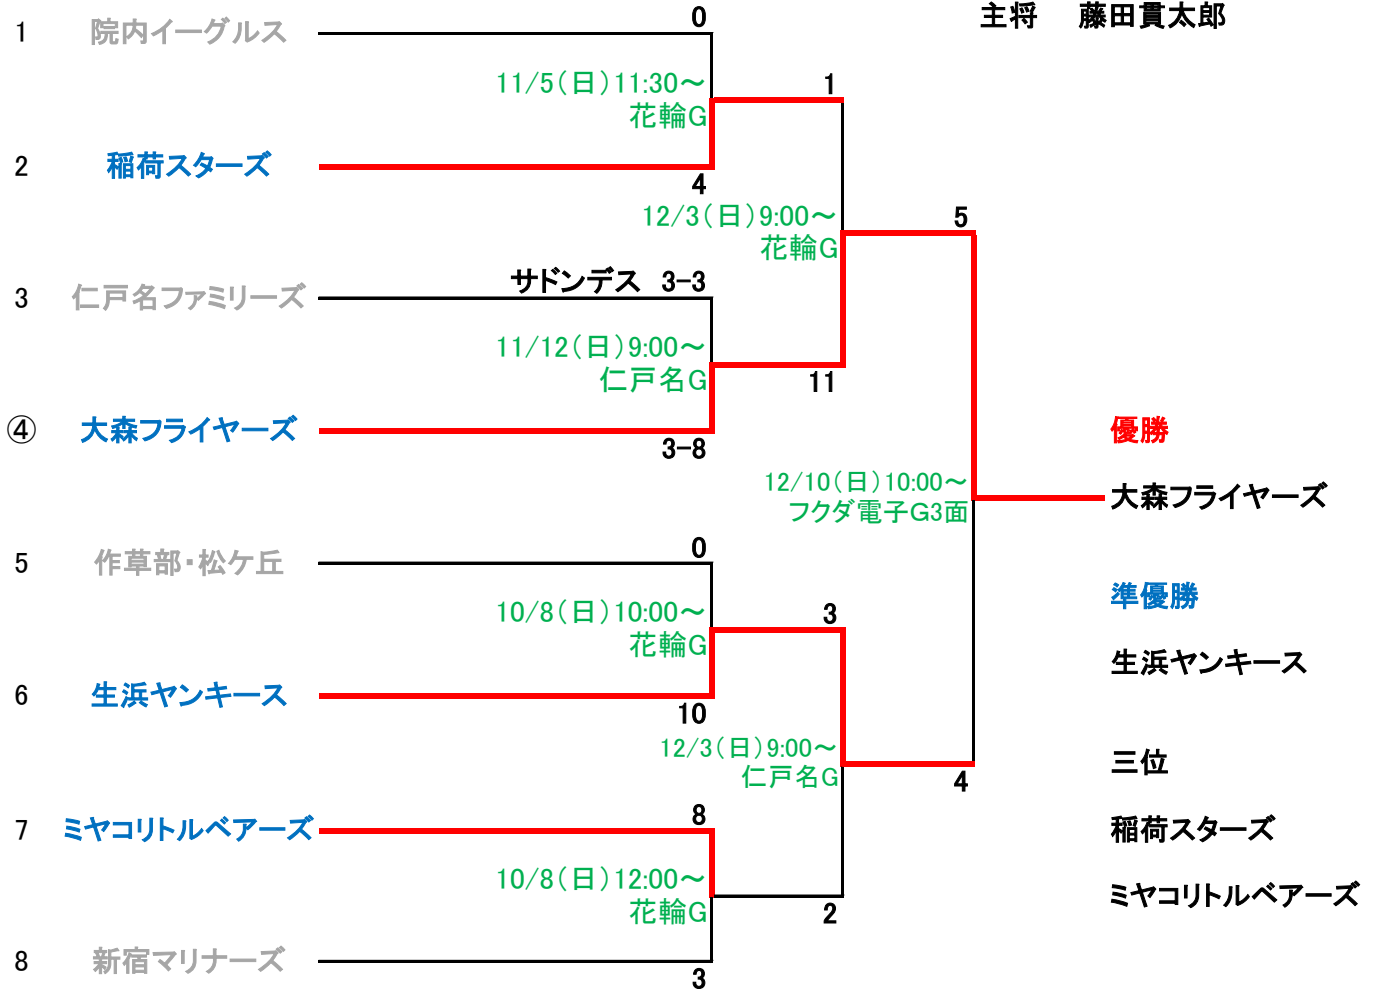 主将 藤田貫太郎
1 院内イーグルス 0
11/5(日)11:30～
花輪G
1
2 稲荷スターズ
4
12/3(日)9:00～
花輪G
5
3 仁戸名ファミリーズ
サドンデス 3-3
11/12(日)9:00～
仁戸名G
11
④ 大森フライヤーズ
3-8
優勝
12/10(日)10:00～
フクダ電子G3面
大森フライヤーズ
5 作草部・松ケ丘 0
10/8(日)10:00～
花輪G
3
準優勝
生浜ヤンキース
6 生浜ヤンキース
10
12/3(日)9:00～
仁戸名G
4
三位
7 ミヤコリトルベアーズ 8
稲荷スターズ
10/8(日)12:00～
花輪G
2
ミヤコリトルベアーズ
8 新宿マリナーズ
3